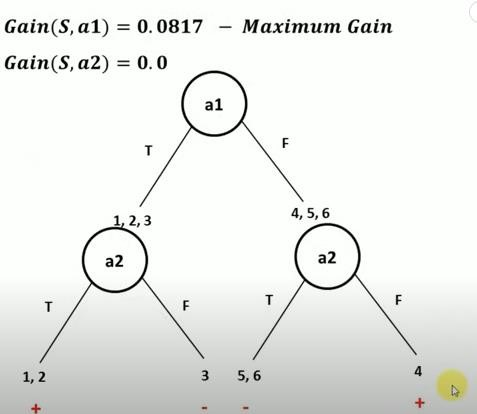 Gain(S, a1) = 0.0817 – Maximum Gain
Gain(S, a2) = 0.0
a1
T
F
1, 2, 3
4, 5, 6
a2
a2
T
F
T
F
1, 2
3
5, 6
4
+
-
-
+